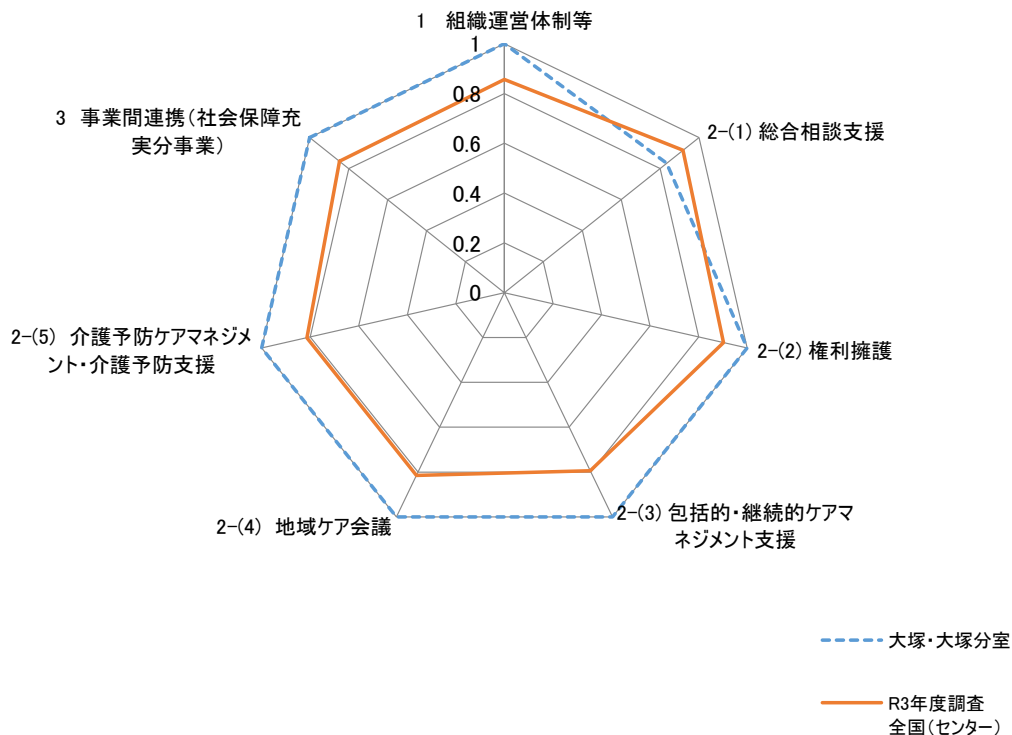 1　組織運営体制等
1
0.8
0.6
0.4
0.2
0
2-(1) 総合相談支援
2-(2) 権利擁護
2-(3) 包括的・継続的ケアマ
ネジメント支援
2-(4)　地域ケア会議
2-(5)　介護予防ケアマネジメ
ント・介護予防支援
3　事業間連携（社会保障充
実分事業）
大塚・大塚分室
R3年度調査
全国（センター）